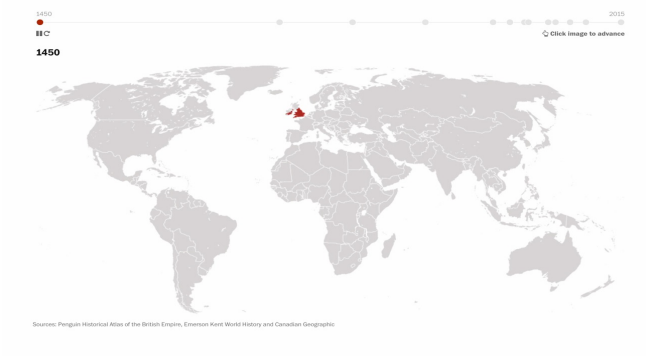 1450
2015
Click image to advance
1450
Sources: Penguin Historical Atlas of the British Empire, Emerson Kent World History and Canadian Geographic